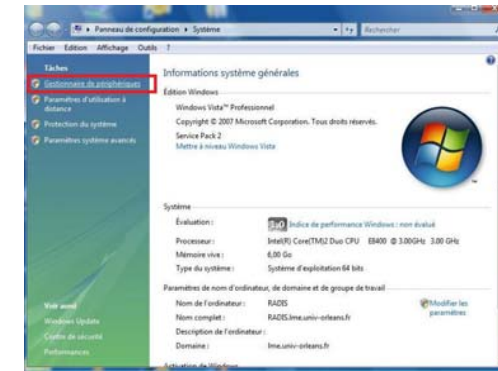 Panneau de configuration ▸ Système
Rechercher
Fichier Edition Affichage Outils ?
Tâches
Gestionnaire de périphériques
Paramètres d'utilisation à
distance
Protection du système
Paramètres système avancés
Voir aussi
Windows Update
Centre de sécurité
Performances
Informations système générales
Édition Windows
Windows Vista™ Professionnel
Copyright © 2007 Microsoft Corporation. Tous droits réservés.
Service Pack 2
Mettre à niveau Windows Vista
Système
Évaluation :
Indice de performance Windows : non évalué
Processeur : Intel(R) Core(TM)2 Duo CPU E8400 @ 3.00GHz 3.00 GHz
Mémoire vive : 6,00 Go
Type du système : Système d'exploitation 64 bits
Paramètres de nom d'ordinateur, de domaine et de groupe de travail
Nom de l'ordinateur : RADIS
Modifier les
paramètres
Nom complet : RADIS.lme.univ-orleans.fr
Description de l'ordinateur :
Domaine : lme.univ-orleans.fr
Activation de Windows